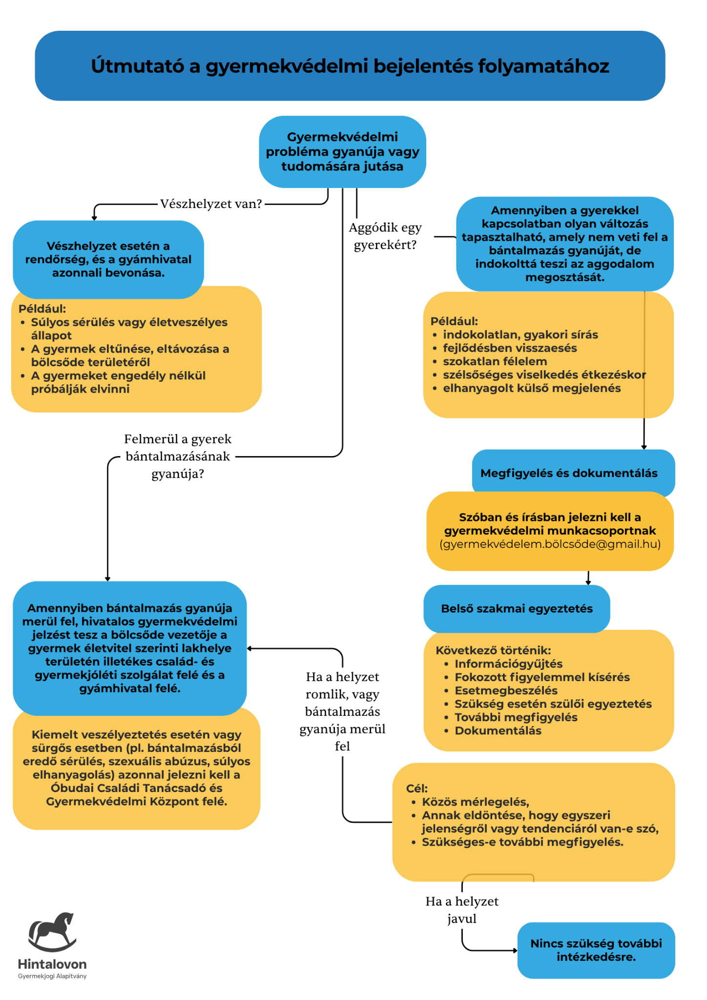 Útmutató a gyermekvédelmi bejelentés folyamatához
Gyermekvédelmi
probléma gyanúja vagy
tudomására jutása
Vészhelyzet van?
Vészhelyzet esetén a
rendőrség, és a gyámhivatal
azonnali bevonása.
Például:
• Súlyos sérülés vagy életveszélyes
állapot
• A gyermek eltűnése, eltávozása a
bölcsőde területéről
• A gyermeket engedély nélkül
próbálják elvinni
Aggódik egy
gyerekért?
Amennyiben a gyerekkel
kapcsolatban olyan változás
tapasztalható, amely nem veti fel a
bántalmazás gyanúját, de
indokolttá teszi az aggodalom
megosztását.
Például:
• indokolatlan, gyakori sírás
• fejlődésben visszaesés
• szokatlan félelem
• szélsőséges viselkedés étkezéskor
• elhanyagolt külső megjelenés
Felmerül a gyerek
bántalmazásának
gyanúja?
Megfigyelés és dokumentálás
Szóban és írásban jelezni kell a
gyermekvédelmi munkacsoportnak
(gyermekvédelem.bölcsőde@gmail.hu)
Amennyiben bántalmazás gyanúja
merül fel, hivatalos gyermekvédelmi
jelzést tesz a bölcsőde vezetője a
gyermek életvitel szerinti lakhelye
területén illetékes család- és
gyermekjóléti szolgálat felé és a
gyámhivatal felé.
Kiemelt veszélyeztetés esetén vagy
sürgős esetben (pl. bántalmazásból
eredő sérülés, szexuális abúzus, súlyos
elhanyagolás) azonnal jelezni kell a
Óbudai Családi Tanácsadó és
Gyermekvédelmi Központ felé.
Belső szakmai egyeztetés
Következő történik:
• Információgyűjtés
• Fokozott figyelemmel kísérés
• Esetmegbeszélés
• Szükség esetén szülői egyeztetés
• További megfigyelés
• Dokumentálás
Ha a helyzet
romlik, vagy
bántalmazás
gyanúja merül
fel
Cél:
• Közös mérlegelés,
• Annak eldöntése, hogy egyszeri
jelenségről vagy tendenciáról van-e szó,
• Szükséges-e további megfigyelés.
Ha a helyzet
javul
Nincs szükség további
intézkedésre.
Hintalovon
Gyermekjogi Alapítvány